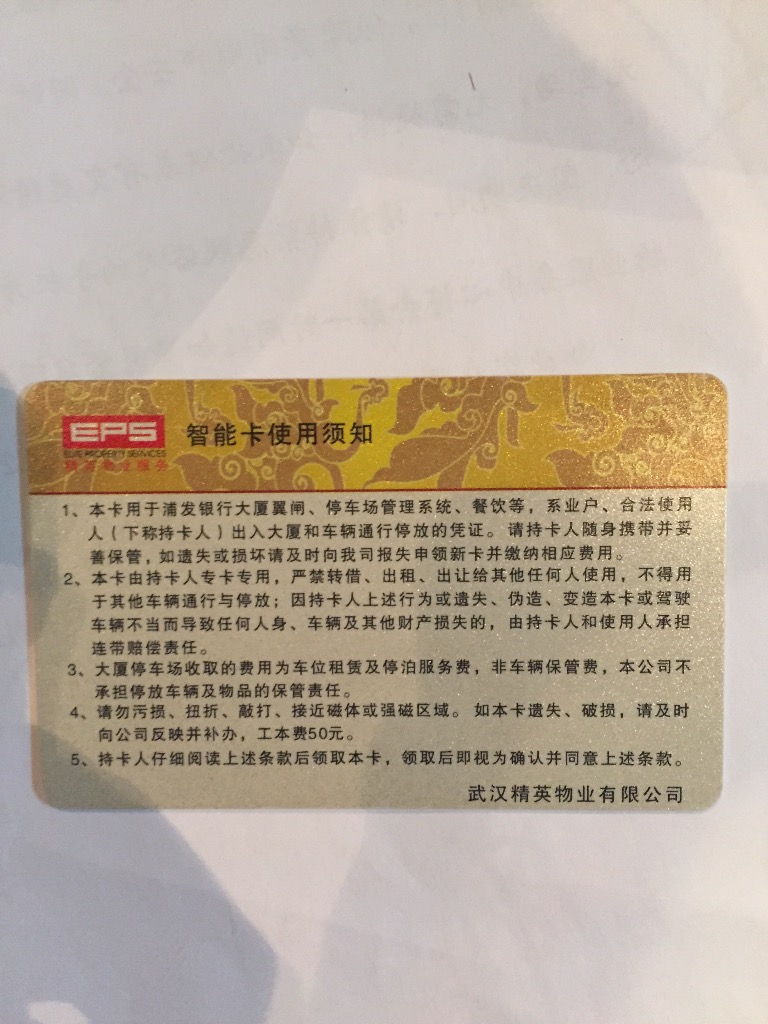 EPS
ELITE PROPERTY SERVICES
精英物业服务
智能卡使用须知
1、本卡用于浦发银行大厦翼闸、停车场管理系统、餐饮等，系业户、合法使用
人（下称持卡人）出入大厦和车辆通行停放的凭证。请持卡人随身携带并妥
善保管，如遗失或损坏请及时向我司报失申领新卡并缴纳相应费用。
2、本卡由持卡人专卡专用，严禁转借、出租、出让给其他任何人使用，不得用
于其他车辆通行与停放；因持卡人上述行为或遗失、伪造、变造本卡或驾驶
车辆不当而导致任何人身、车辆及其他财产损失的，由持卡人和使用人承担
连带赔偿责任。
3、大厦停车场收取的费用为车位租赁及停泊服务费，非车辆保管费，本公司不
承担停放车辆及物品的保管责任。
4、请勿污损、扭折、敲打、接近磁体或强磁区域。如本卡遗失、破损，请及时
向公司反映并补办，工本费50元。
5、持卡人仔细阅读上述条款后领取本卡，领取后即视为确认并同意上述条款。
武汉精英物业有限公司